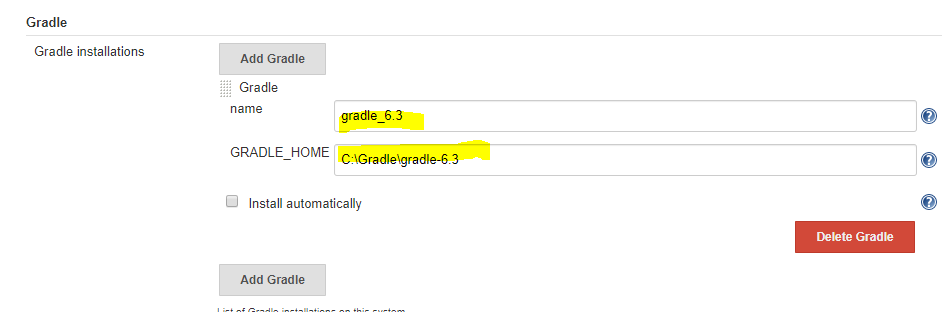 Gradle
Gradle installations
Add Gradle
Gradle
name
gradle_6.3
GRADLE_HOME
C:\Gradle\gradle-6.3
Install automatically
Delete Gradle
Add Gradle
List of Gradle installations on this system